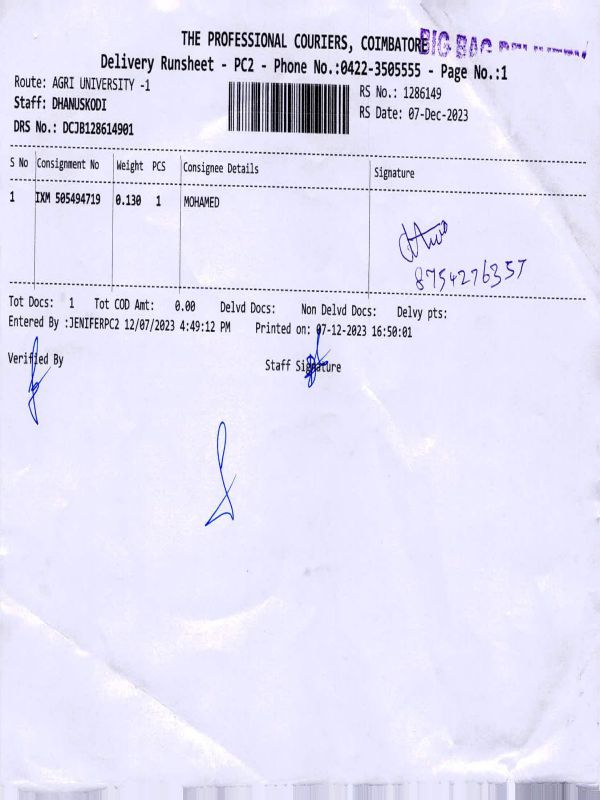 THE PROFESSIONAL COURIERS, COIMBATORE
BIG BAG DELIVERY
Delivery Runsheet - PC2 - Phone No.:0422-3505555 - Page No.:1
Route: AGRI UNIVERSITY -1
Staff: DHANUSKODI
DRS No.: DCJB128614901
RS No.: 1286149
RS Date: 07-Dec-2023
S No Consignment No Weight PCS Consignee Details Signature
1 IXM 505494719 0.130 1 MOHAMED
8754276357
Tot Docs: 1 Tot COD Amt: 0.00 Delvd Docs: Non Delvd Docs: Delvy pts:
Entered By :JENIFERPC2 12/07/2023 4:49:12 PM Printed on: 07-12-2023 16:50:01
Verified By Staff Signature